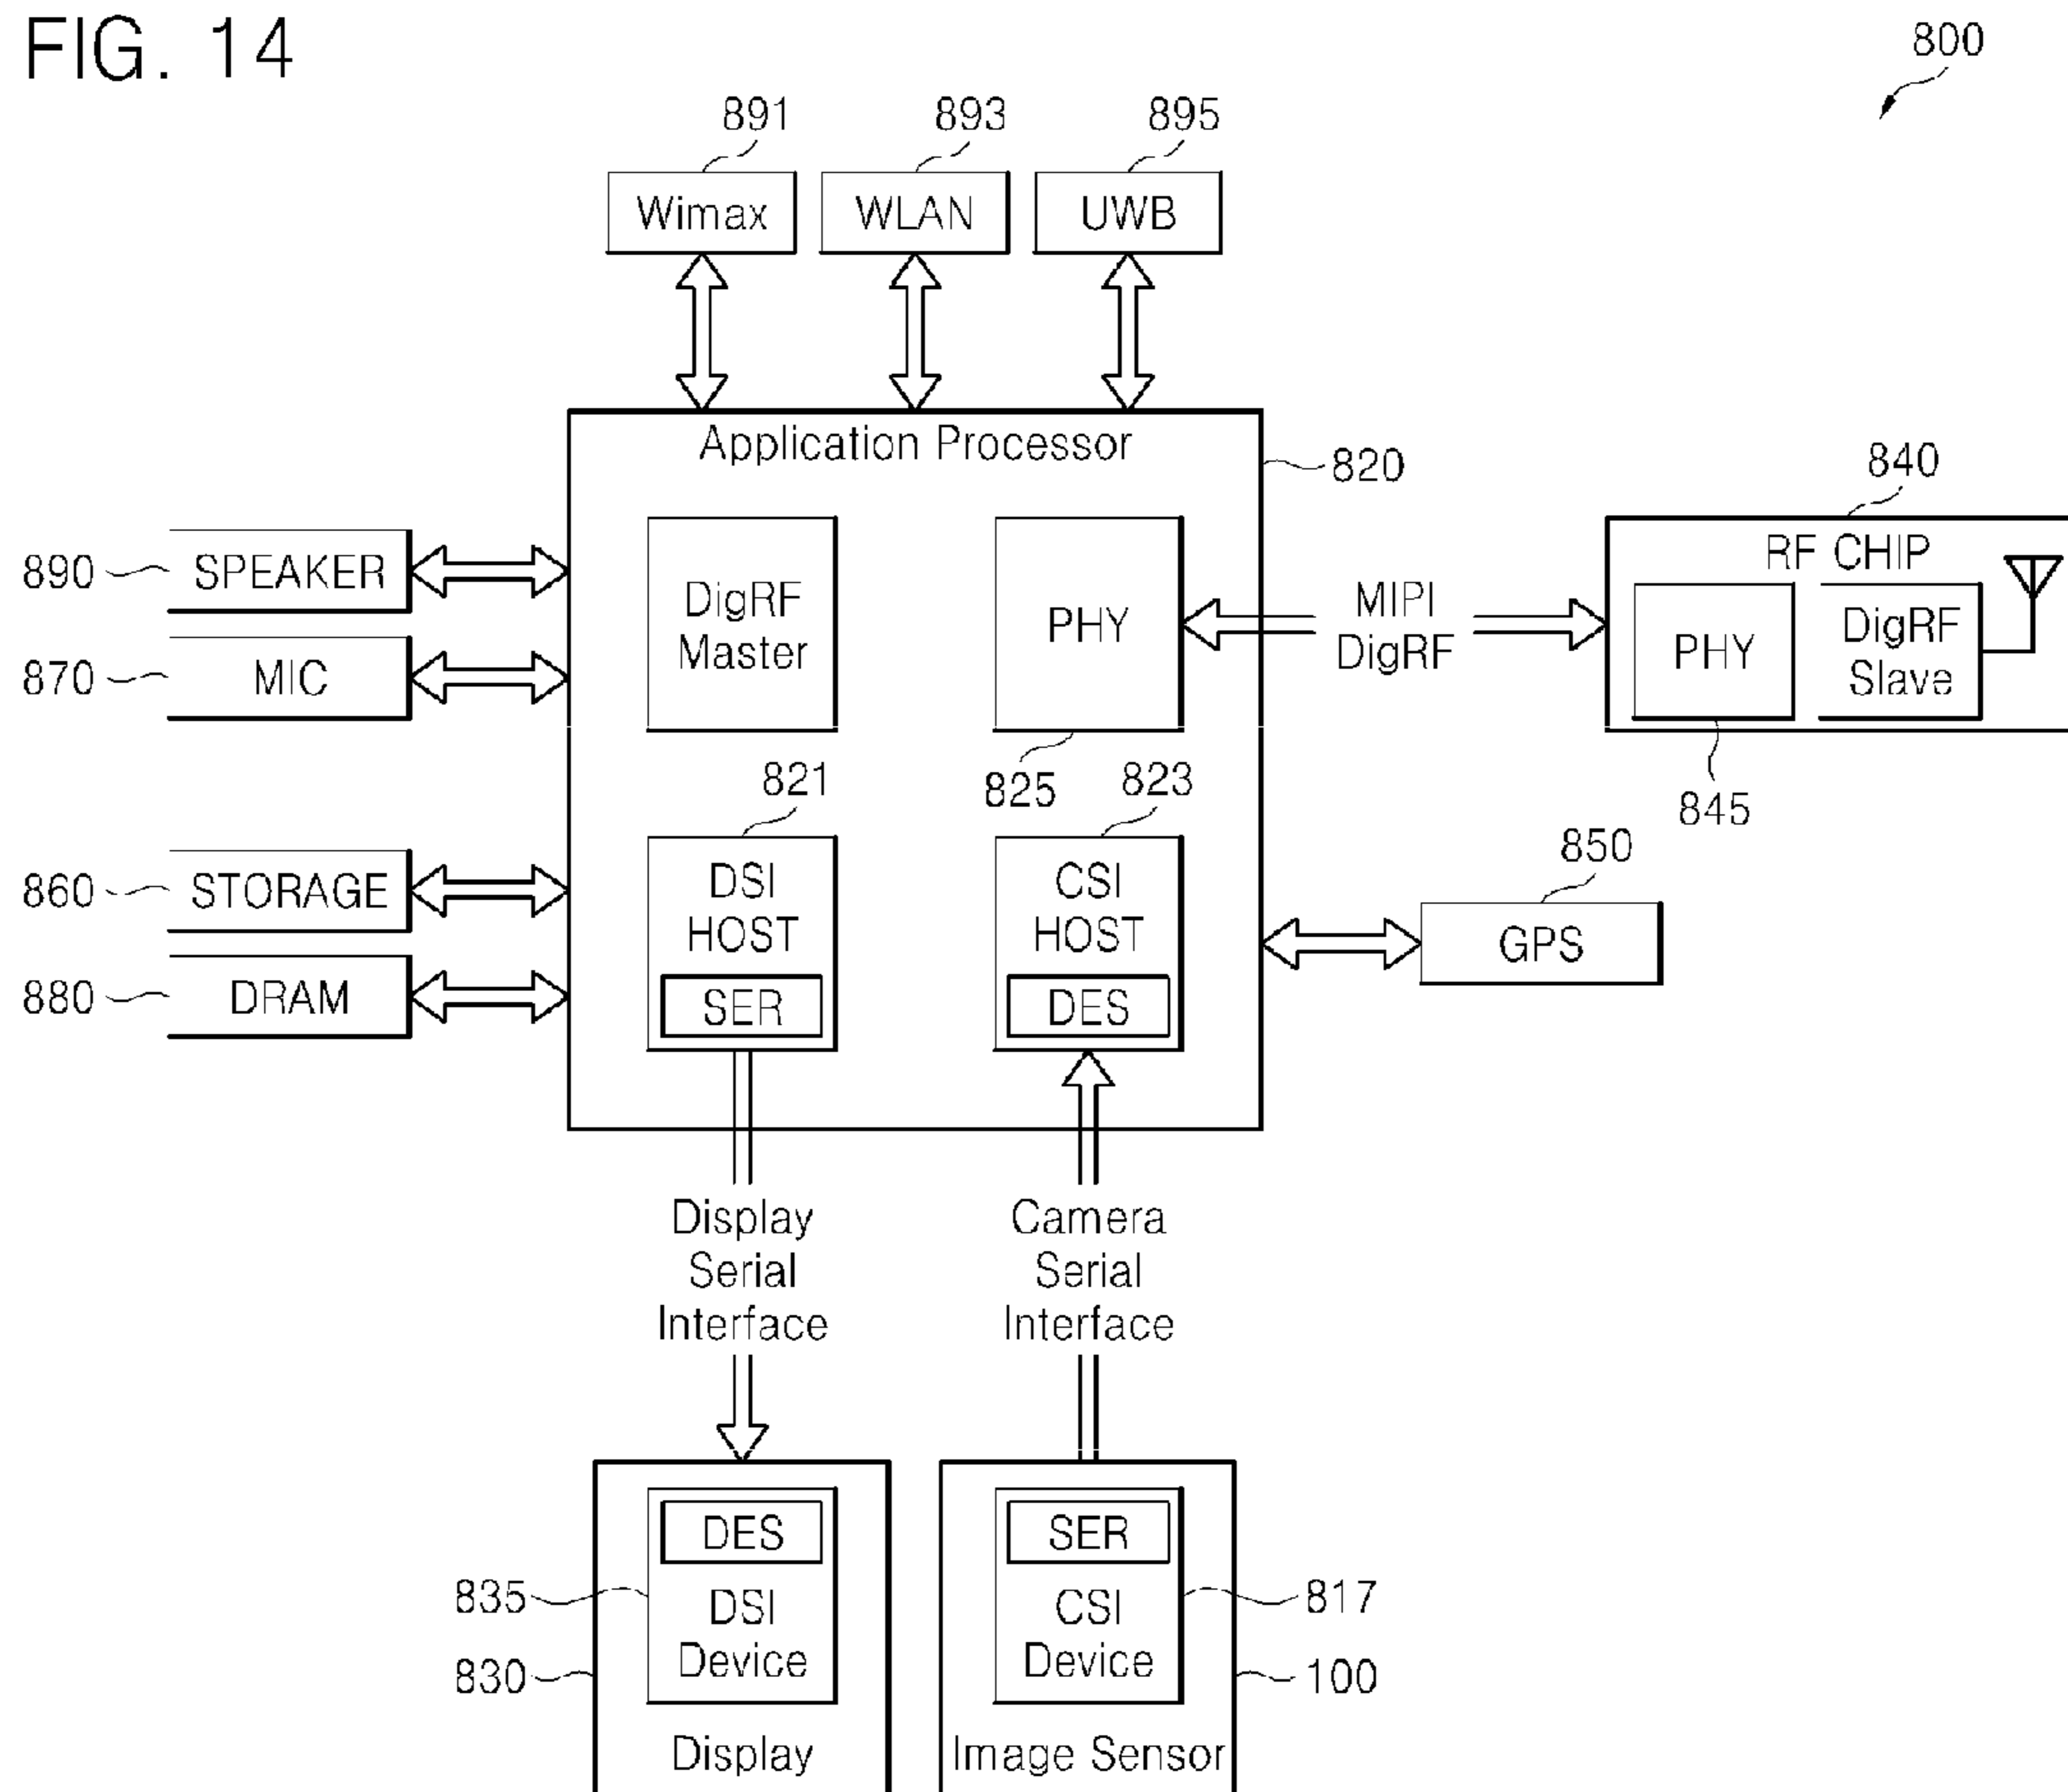 FIG. 14
800
891
893
895
Wimax
WLAN
UWB
Application Processor
820
840
RF CHIP
890
SPEAKER
DigRF
Master
PHY
MIPI
DigRF
PHY
DigRF
Slave
870
MIC
821
825
823
845
850
860
STORAGE
DSI
HOST
CSI
HOST
GPS
880
DRAM
SER
DES
Display
Serial
Interface
Camera
Serial
Interface
DES
SER
835
DSI
Device
CSI
Device
817
830
100
Display
Image Sensor